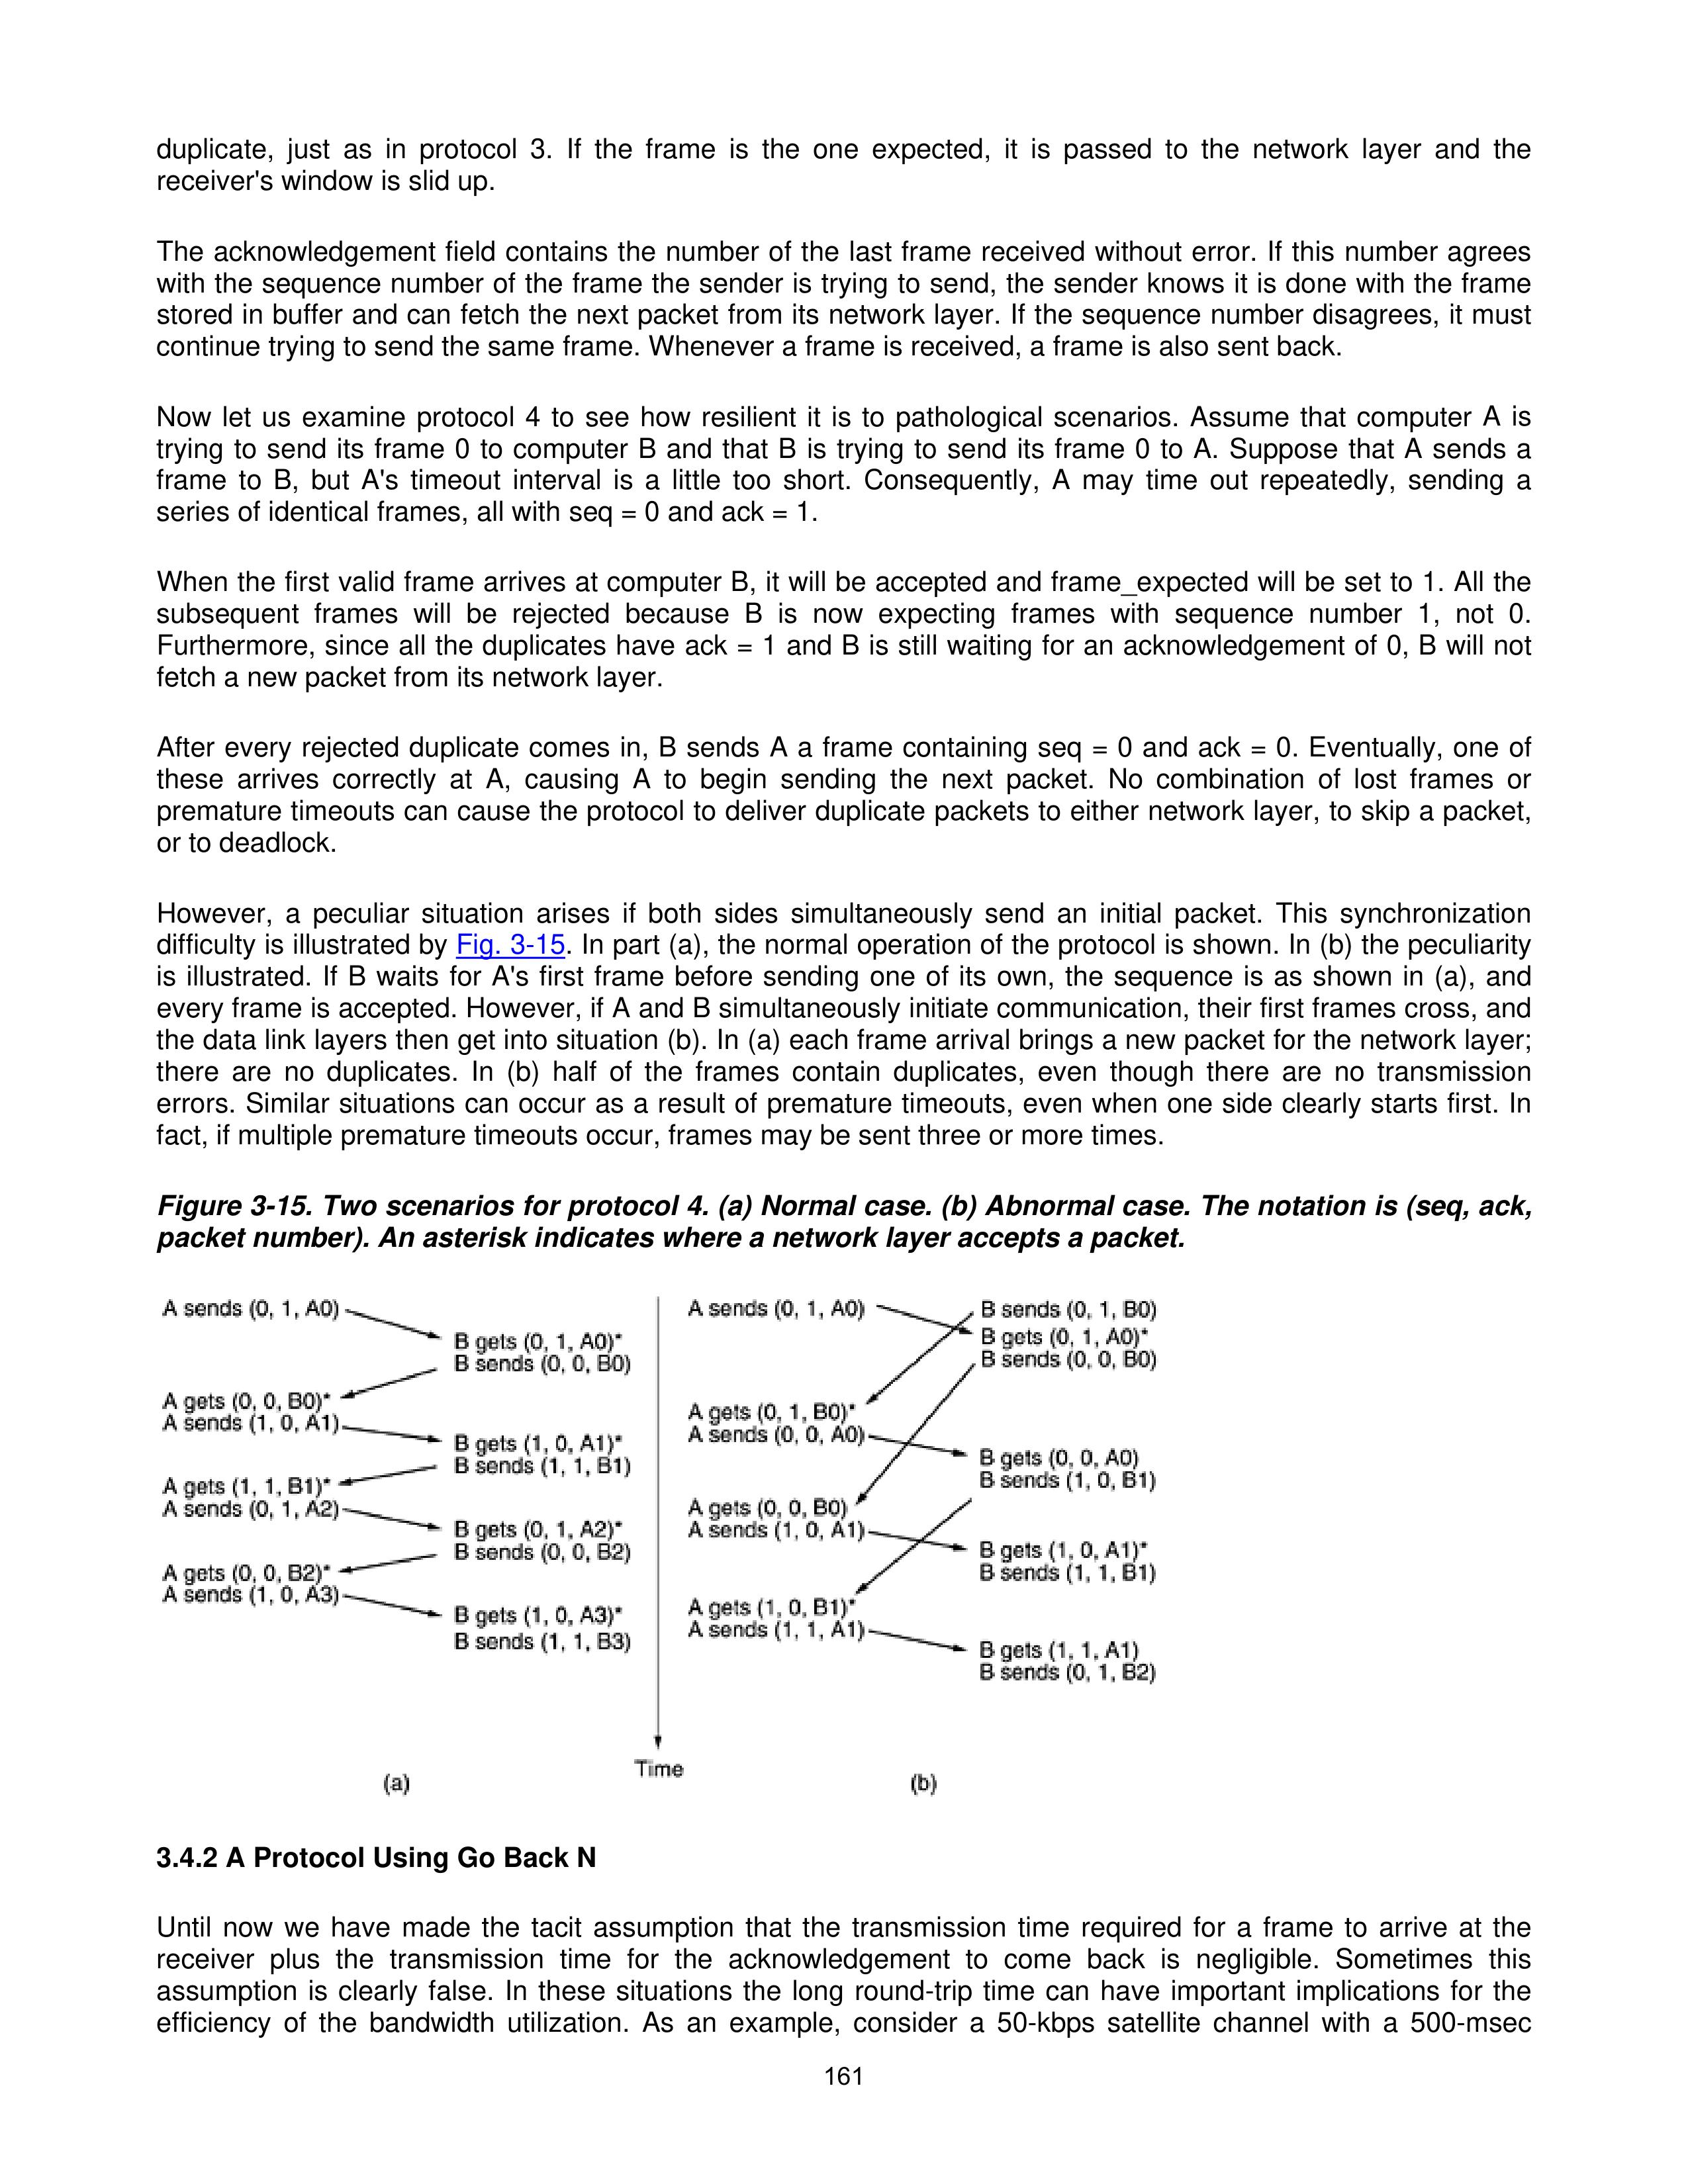 duplicate, just as in protocol 3. If the frame is the one expected, it is passed to the network layer and the
receiver's window is slid up.
The acknowledgement field contains the number of the last frame received without error. If this number agrees
with the sequence number of the frame the sender is trying to send, the sender knows it is done with the frame
stored in buffer and can fetch the next packet from its network layer. If the sequence number disagrees, it must
continue trying to send the same frame. Whenever a frame is received, a frame is also sent back.
Now let us examine protocol 4 to see how resilient it is to pathological scenarios. Assume that computer A is
trying to send its frame 0 to computer B and that B is trying to send its frame 0 to A. Suppose that A sends a
frame to B, but A's timeout interval is a little too short. Consequently, A may time out repeatedly, sending a
series of identical frames, all with seq = 0 and ack = 1.
When the first valid frame arrives at computer B, it will be accepted and frame_expected will be set to 1. All the
subsequent frames will be rejected because B is now expecting frames with sequence number 1, not 0.
Furthermore, since all the duplicates have ack = 1 and B is still waiting for an acknowledgement of 0, B will not
fetch a new packet from its network layer.
After every rejected duplicate comes in, B sends A a frame containing seq = 0 and ack = 0. Eventually, one of
these arrives correctly at A, causing A to begin sending the next packet. No combination of lost frames or
premature timeouts can cause the protocol to deliver duplicate packets to either network layer, to skip a packet,
or to deadlock.
However, a peculiar situation arises if both sides simultaneously send an initial packet. This synchronization
difficulty is illustrated by Fig. 3-15. In part (a), the normal operation of the protocol is shown. In (b) the peculiarity
is illustrated. If B waits for A's first frame before sending one of its own, the sequence is as shown in (a), and
every frame is accepted. However, if A and B simultaneously initiate communication, their first frames cross, and
the data link layers then get into situation (b). In (a) each frame arrival brings a new packet for the network layer;
there are no duplicates. In (b) half of the frames contain duplicates, even though there are no transmission
errors. Similar situations can occur as a result of premature timeouts, even when one side clearly starts first. In
fact, if multiple premature timeouts occur, frames may be sent three or more times.
Figure 3-15. Two scenarios for protocol 4. (a) Normal case. (b) Abnormal case. The notation is (seq, ack,
packet number). An asterisk indicates where a network layer accepts a packet.
A sends (0, 1, A0)
B gets (0, 1, A0)*
B sends (0, 0, B0)
A gets (0, 0, B0)*
A sends (1, 0, A1)
B gets (1, 0, A1)*
B sends (1, 1, B1)
A gets (1, 1, B1)*
A sends (0, 1, A2)
B gets (0, 1, A2)*
B sends (0, 0, B2)
A gets (0, 0, B2)*
A sends (1, 0, A3)
B gets (1, 0, A3)*
B sends (1, 1, B3)
(a)
Time
A sends (0, 1, A0)
B sends (0, 1, B0)
B gets (0, 1, A0)*
B sends (0, 0, B0)
A gets (0, 1, B0)*
A sends (0, 0, A0)
B gets (0, 0, A0)
B sends (1, 0, B1)
A gets (0, 0, B0)
A sends (1, 0, A1)
B gets (1, 0, A1)*
B sends (1, 1, B1)
A gets (1, 0, B1)*
A sends (1, 1, A1)
B gets (1, 1, A1)
B sends (0, 1, B2)
(b)
3.4.2 A Protocol Using Go Back N
Until now we have made the tacit assumption that the transmission time required for a frame to arrive at the
receiver plus the transmission time for the acknowledgement to come back is negligible. Sometimes this
assumption is clearly false. In these situations the long round-trip time can have important implications for the
efficiency of the bandwidth utilization. As an example, consider a 50-kbps satellite channel with a 500-msec
161